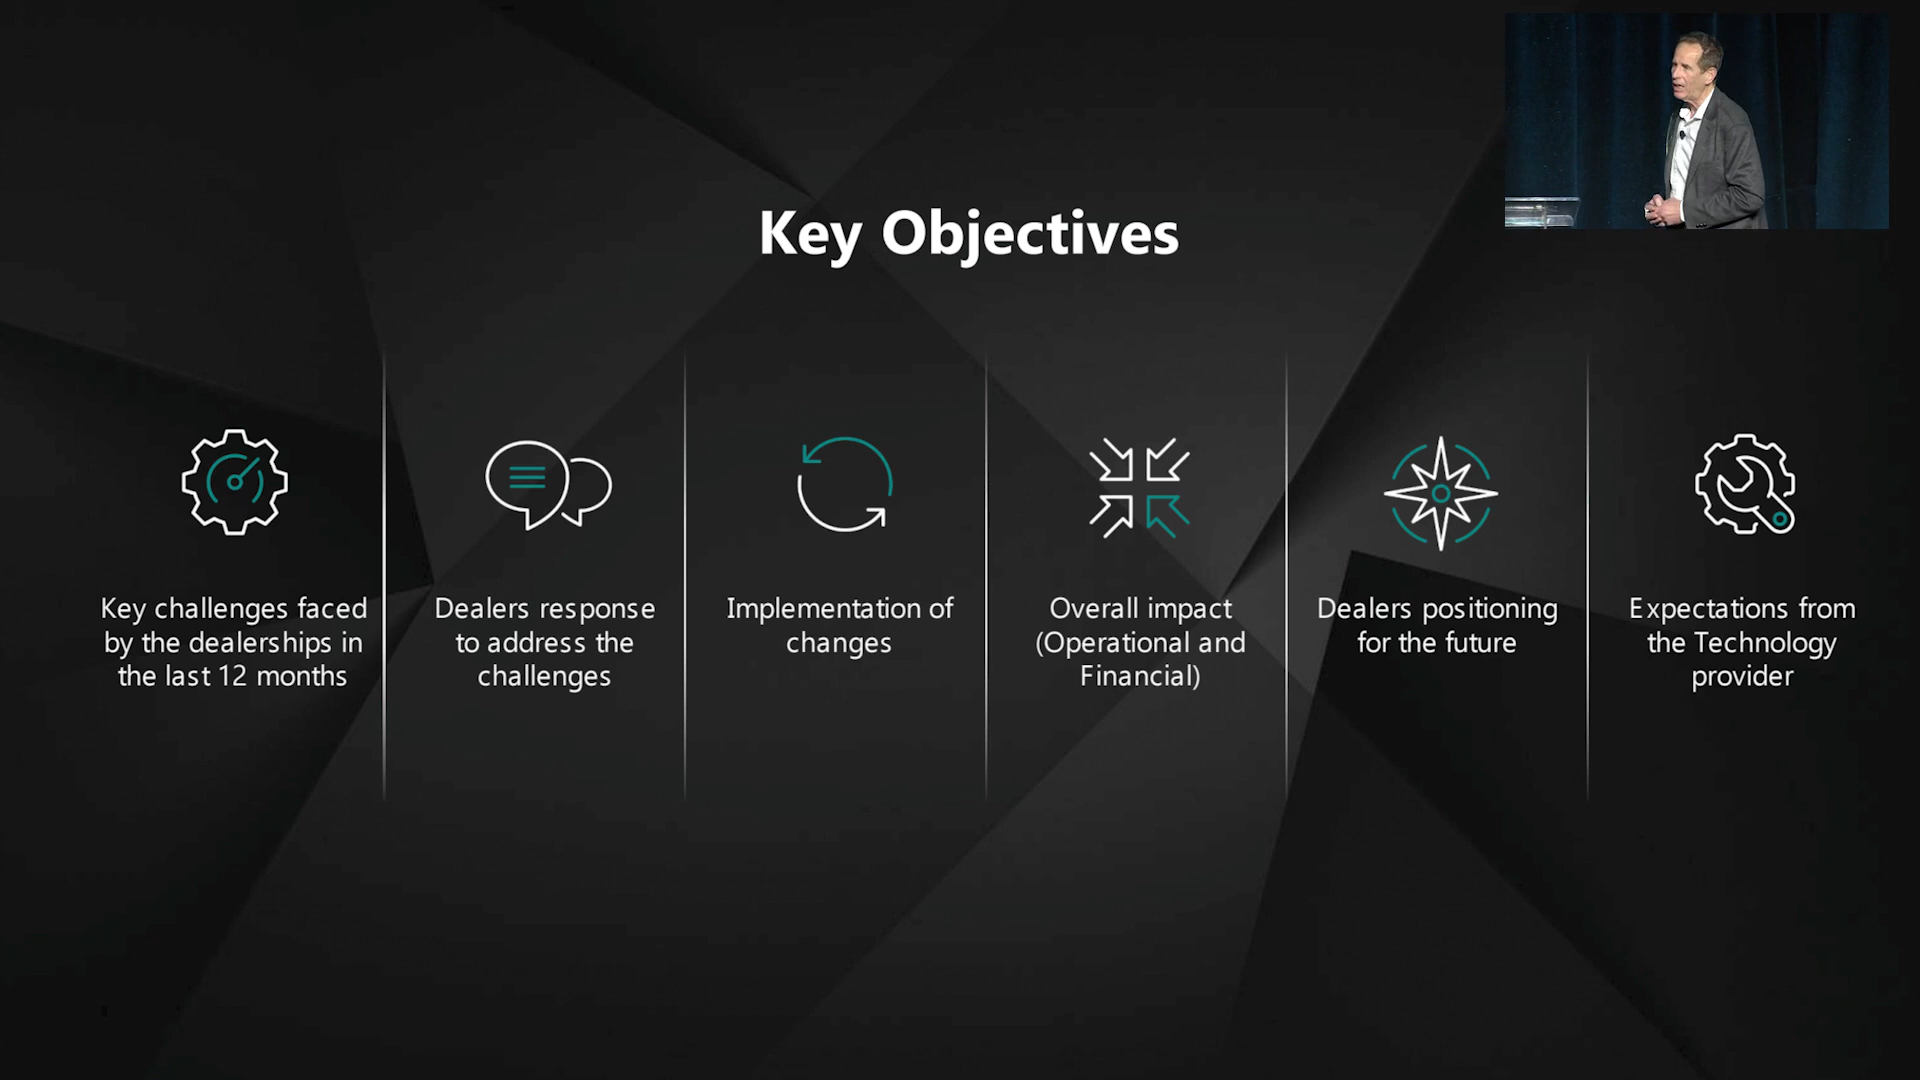 Key Objectives
Key challenges faced
by the dealerships in
the last 12 months
Dealers response
to address the
challenges
Implementation of
changes
Overall impact
(Operational and
Financial)
Dealers positioning
for the future
Expectations from
the Technology
provider